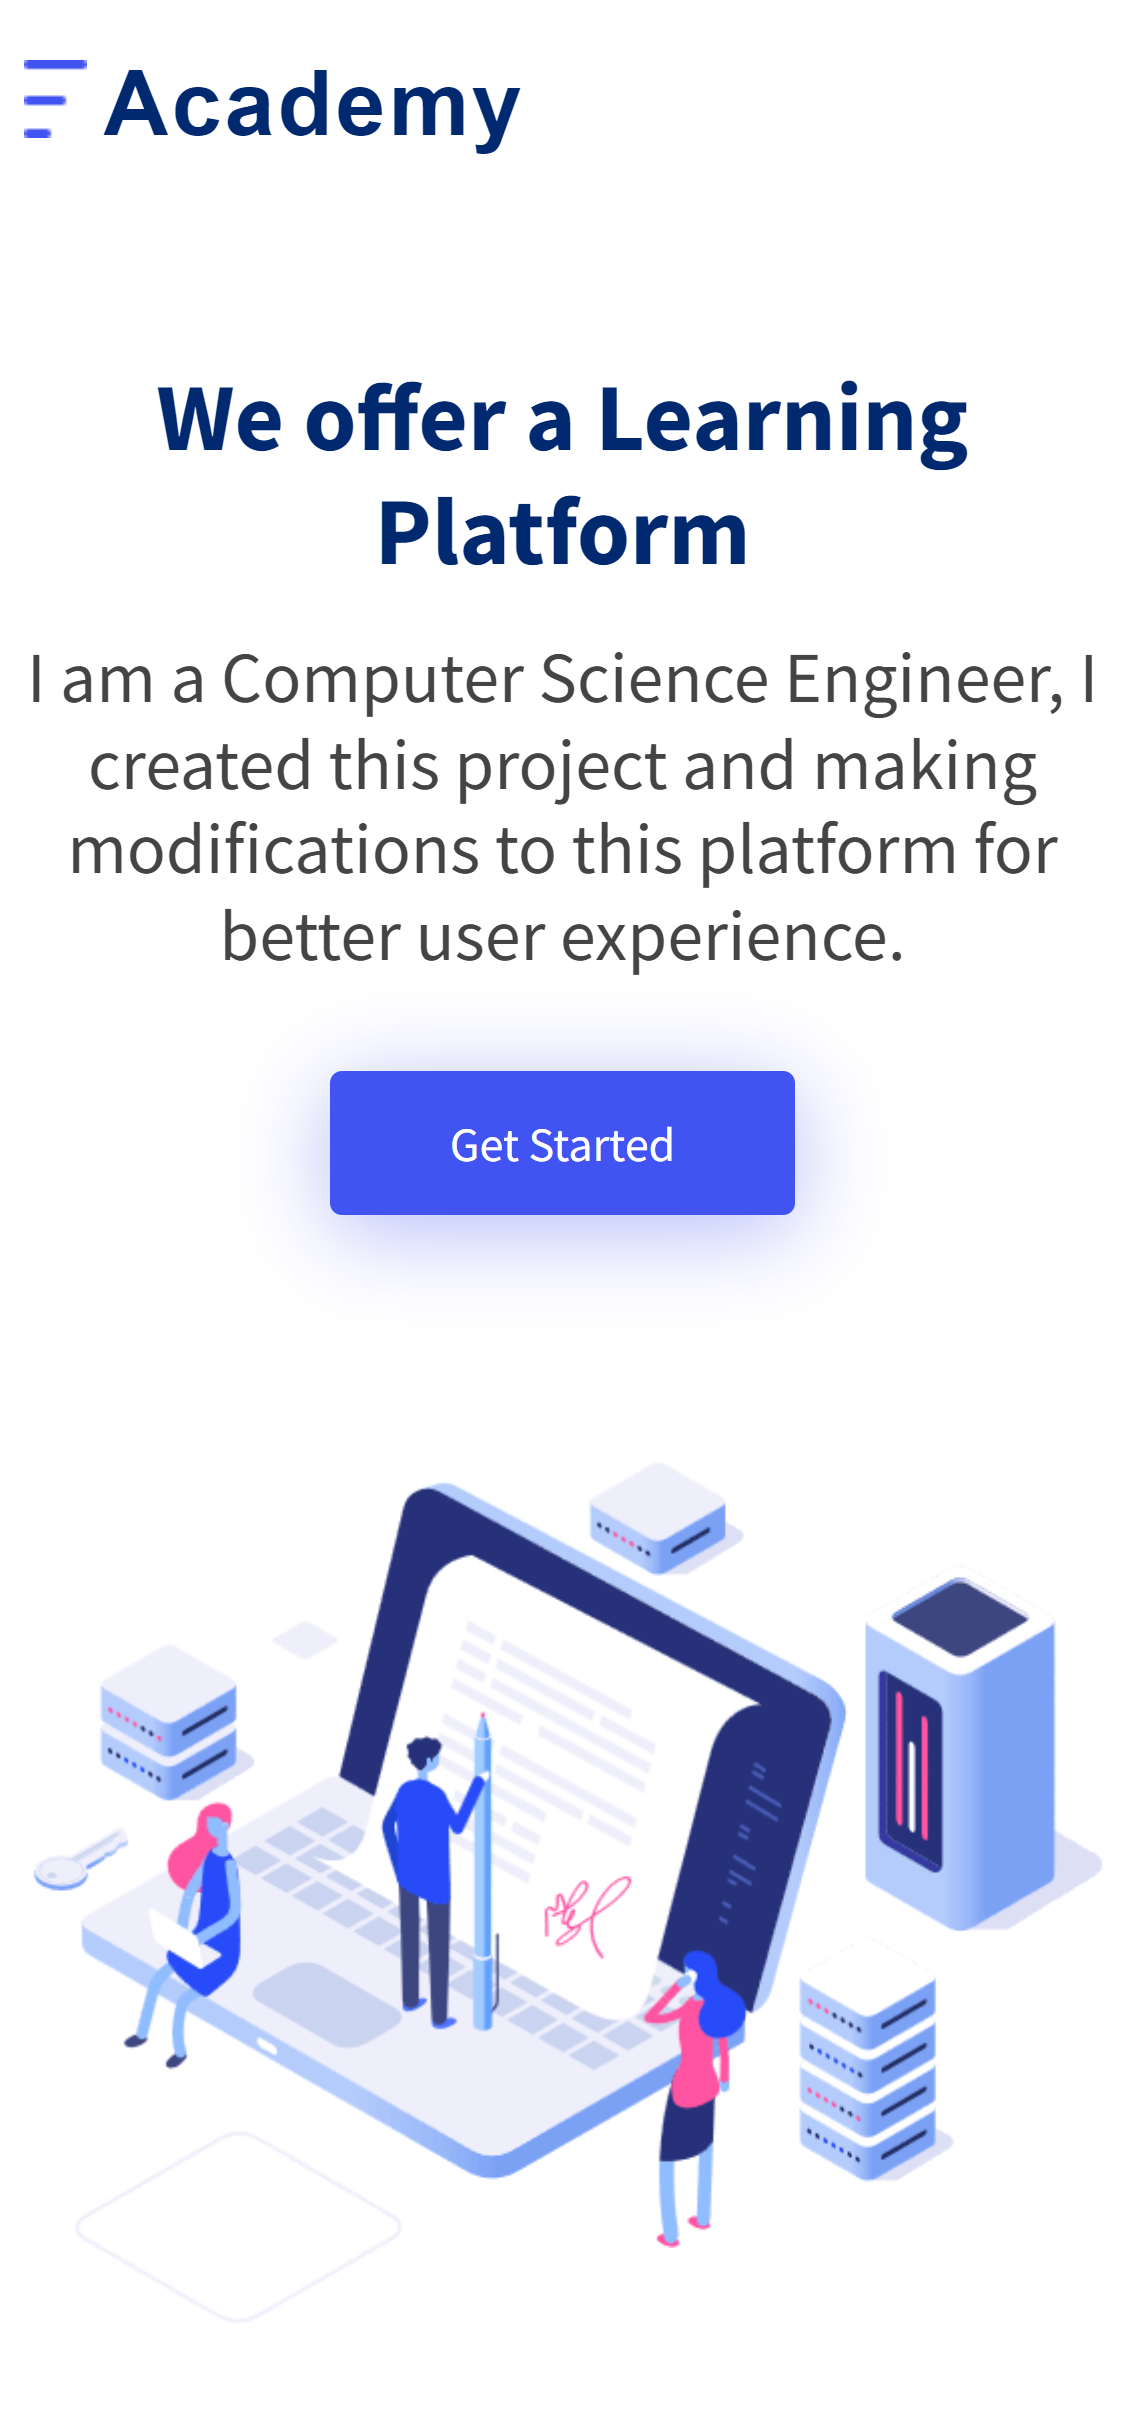 Academy
We offer a Learning
Platform
I am a Computer Science Engineer, I
created this project and making
modifications to this platform for
better user experience.
Get Started